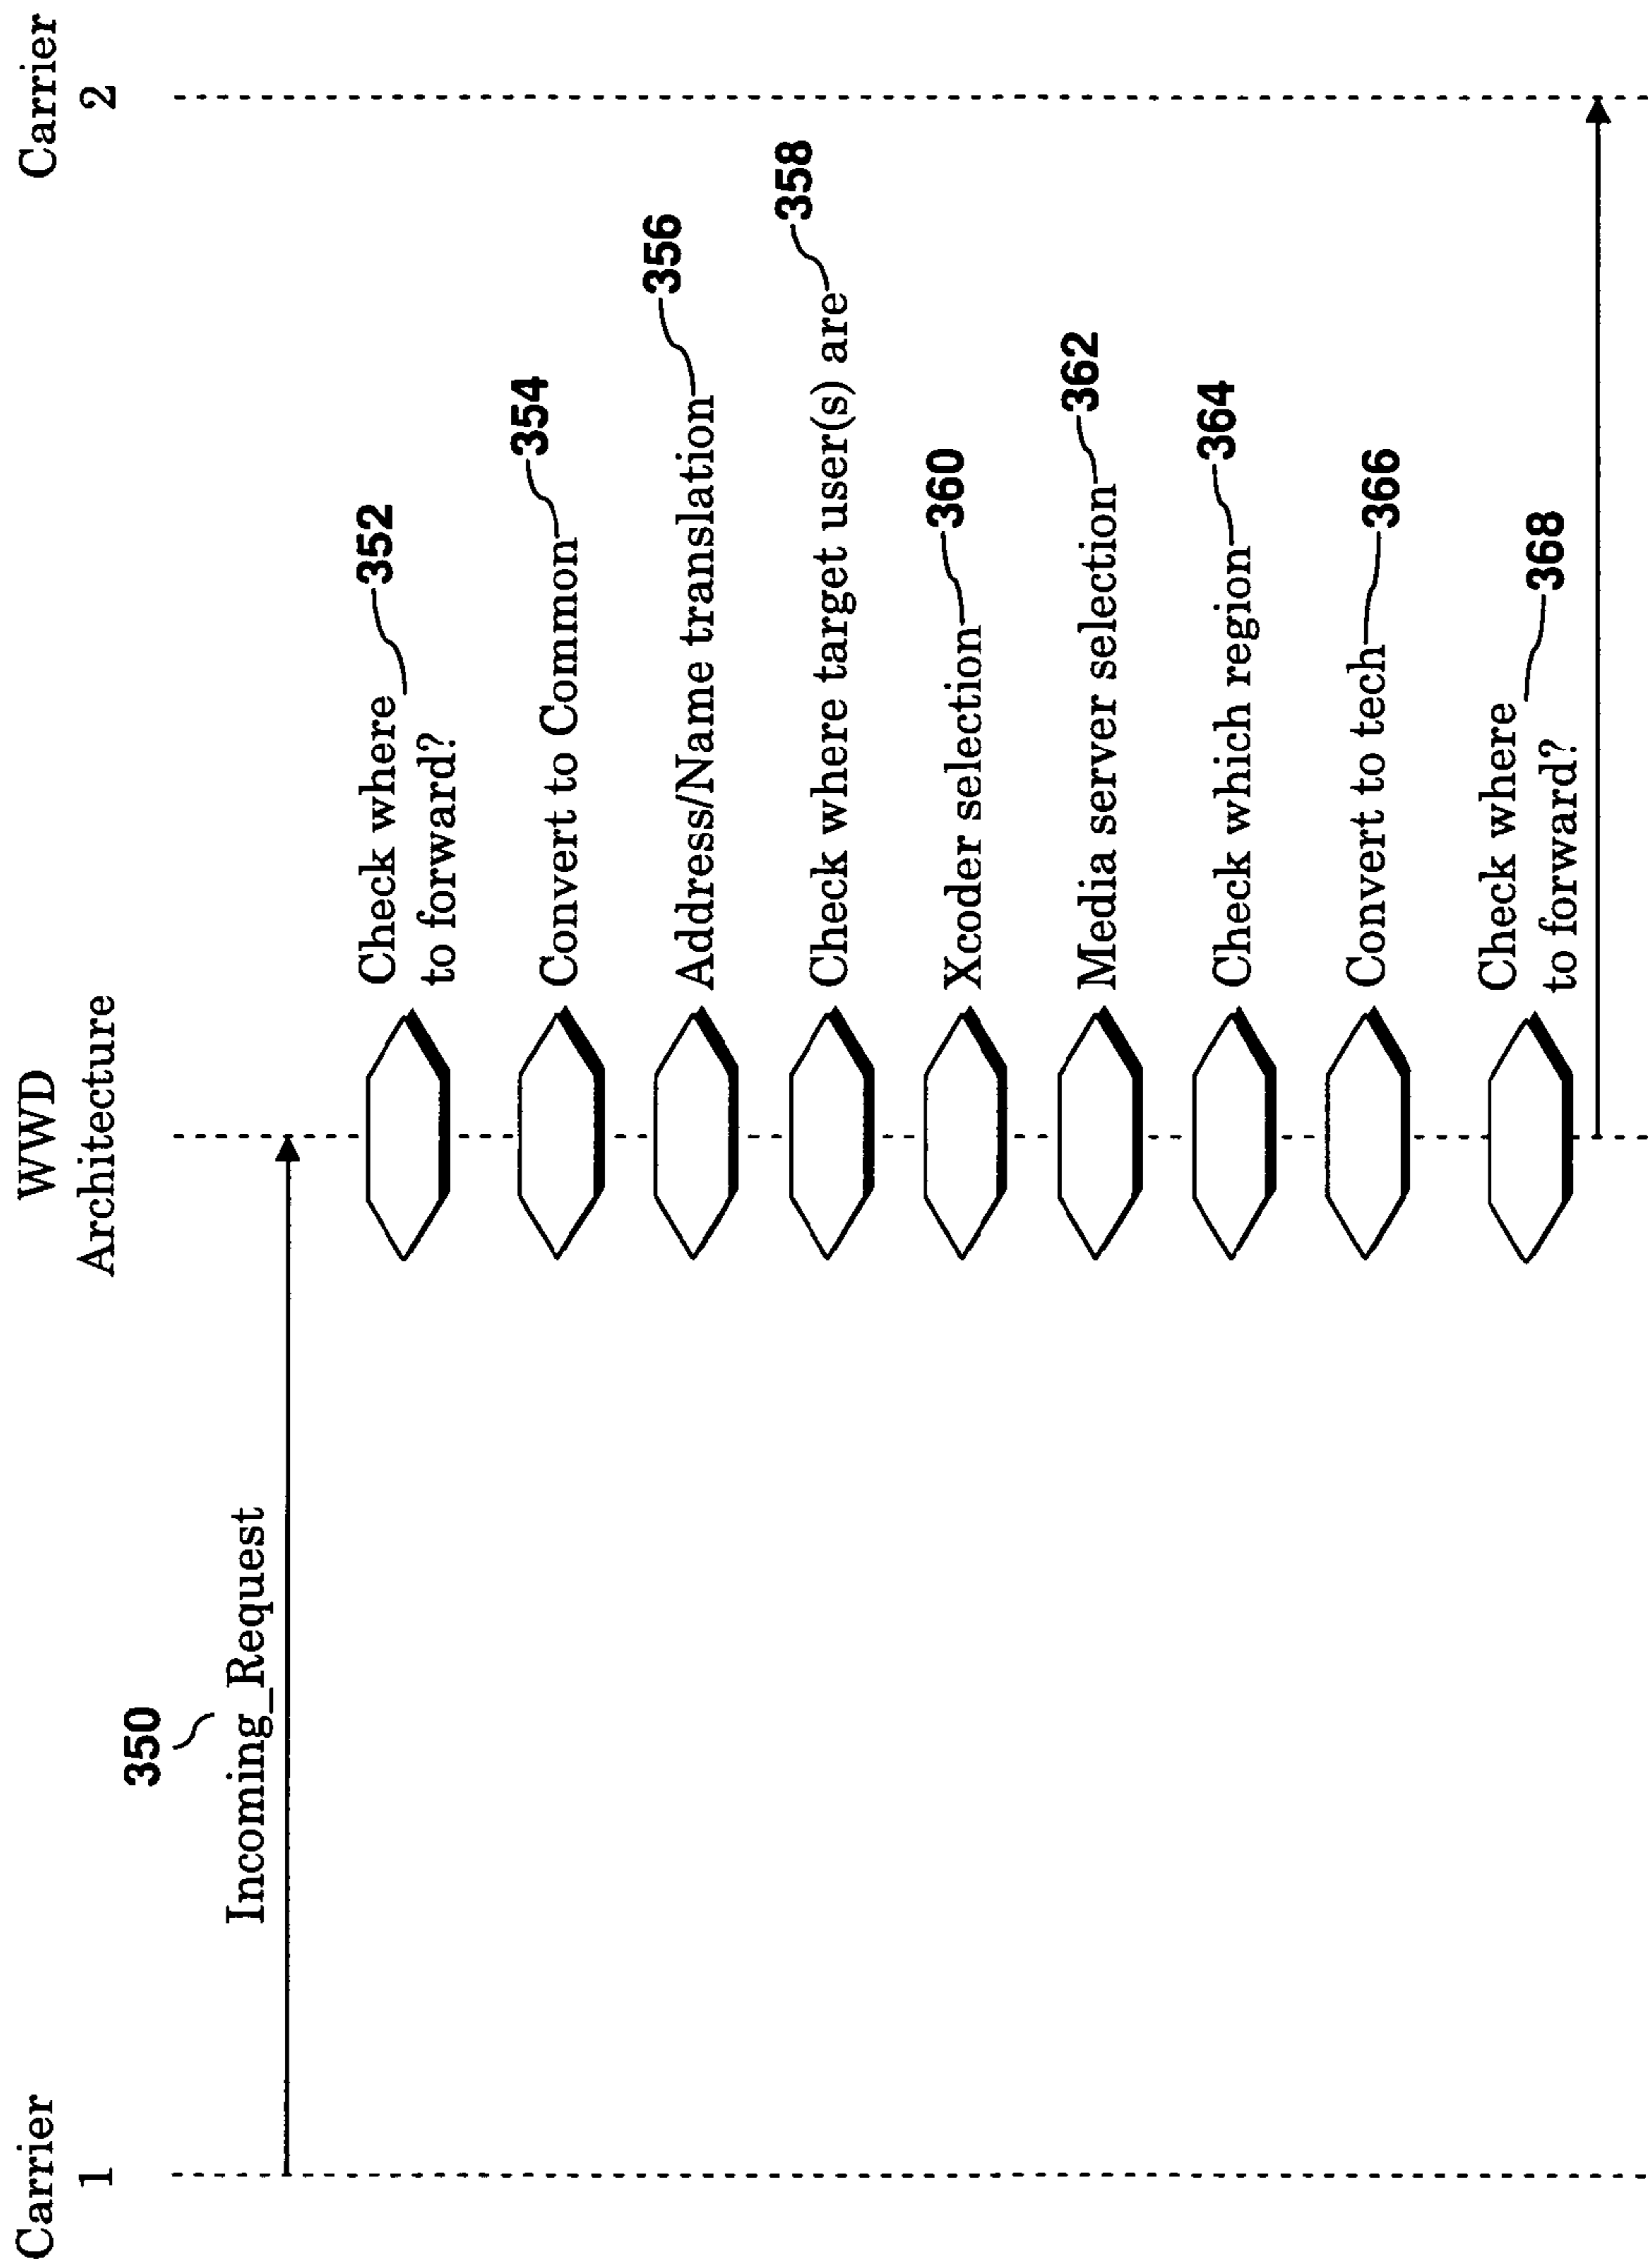 Carrier
1
WWD
Architecture
Carrier
2
350
Incoming_Request
Check where
to forward?
352
Convert to Common
354
Address/Name translation
356
Check where target user(s) are
358
Xcoder selection
360
Media server selection
362
Check which region
364
Convert to tech
366
Check where
to forward?
368